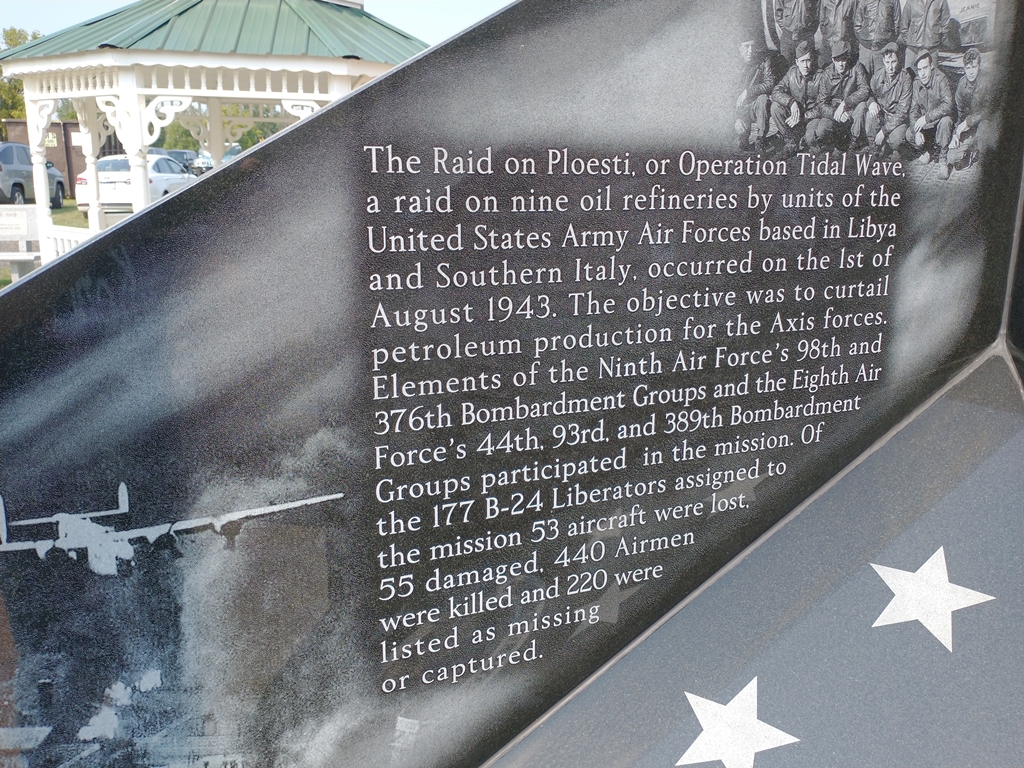 JEANIE
The Raid on Ploesti, or Operation Tidal Wave,
a raid on nine oil refineries by units of the
United States Army Air Forces based in Libya
and Southern Italy, occurred on the 1st of
August 1943. The objective was to curtail
petroleum production for the Axis forces.
Elements of the Ninth Air Force's 98th and
376th Bombardment Groups and the Eighth Air
Force's 44th, 93rd, and 389th Bombardment
Groups participated in the mission. Of
the 177 B-24 Liberators assigned to
the mission 53 aircraft were lost,
55 damaged, 440 Airmen
were killed and 220 were
listed as missing
or captured.